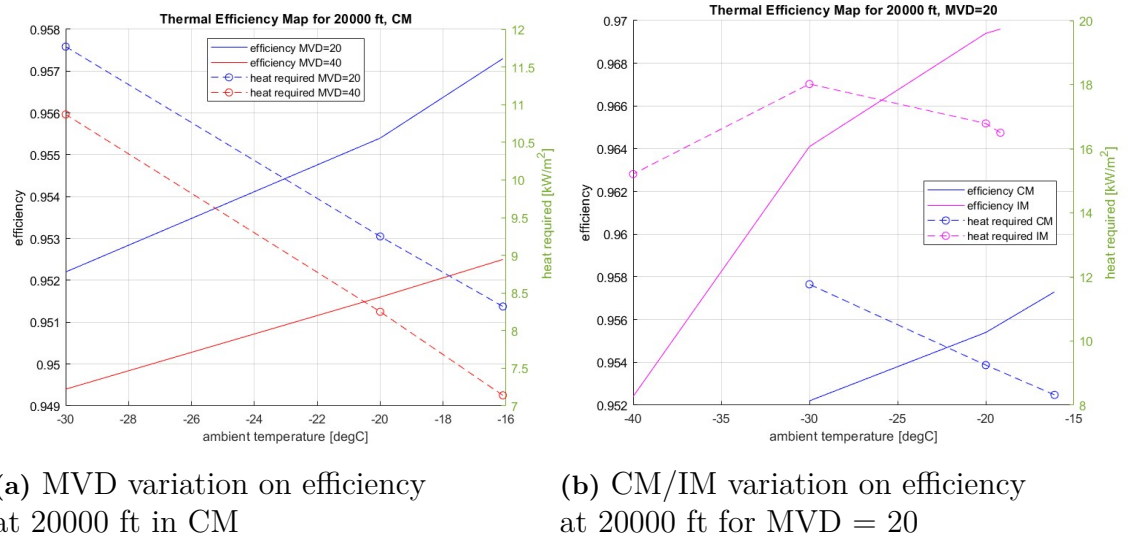 Thermal Efficiency Map for 20000 ft, CM
efficiency MVD=20
efficiency MVD=40
heat required MVD=20
heat required MVD=40
0.958
0.957
0.956
0.955
0.954
0.953
0.952
0.951
0.95
0.949
efficiency
12
11.5
11
10.5
10
9.5
9
8.5
8
7.5
7
heat required [kW/m²]
-30 -28 -26 -24 -22 -20 -18 -16
ambient temperature [degC]
Thermal Efficiency Map for 20000 ft, MVD=20
efficiency CM
efficiency IM
heat required CM
heat required IM
0.97
0.968
0.966
0.964
0.962
0.96
0.958
0.956
0.954
0.952
efficiency
20
18
16
14
12
10
8
heat required [kW/m²]
-40 -35 -30 -25 -20 -15
ambient temperature [degC]
(a) MVD variation on efficiency
at 20000 ft in CM
(b) CM/IM variation on efficiency
at 20000 ft for MVD = 20